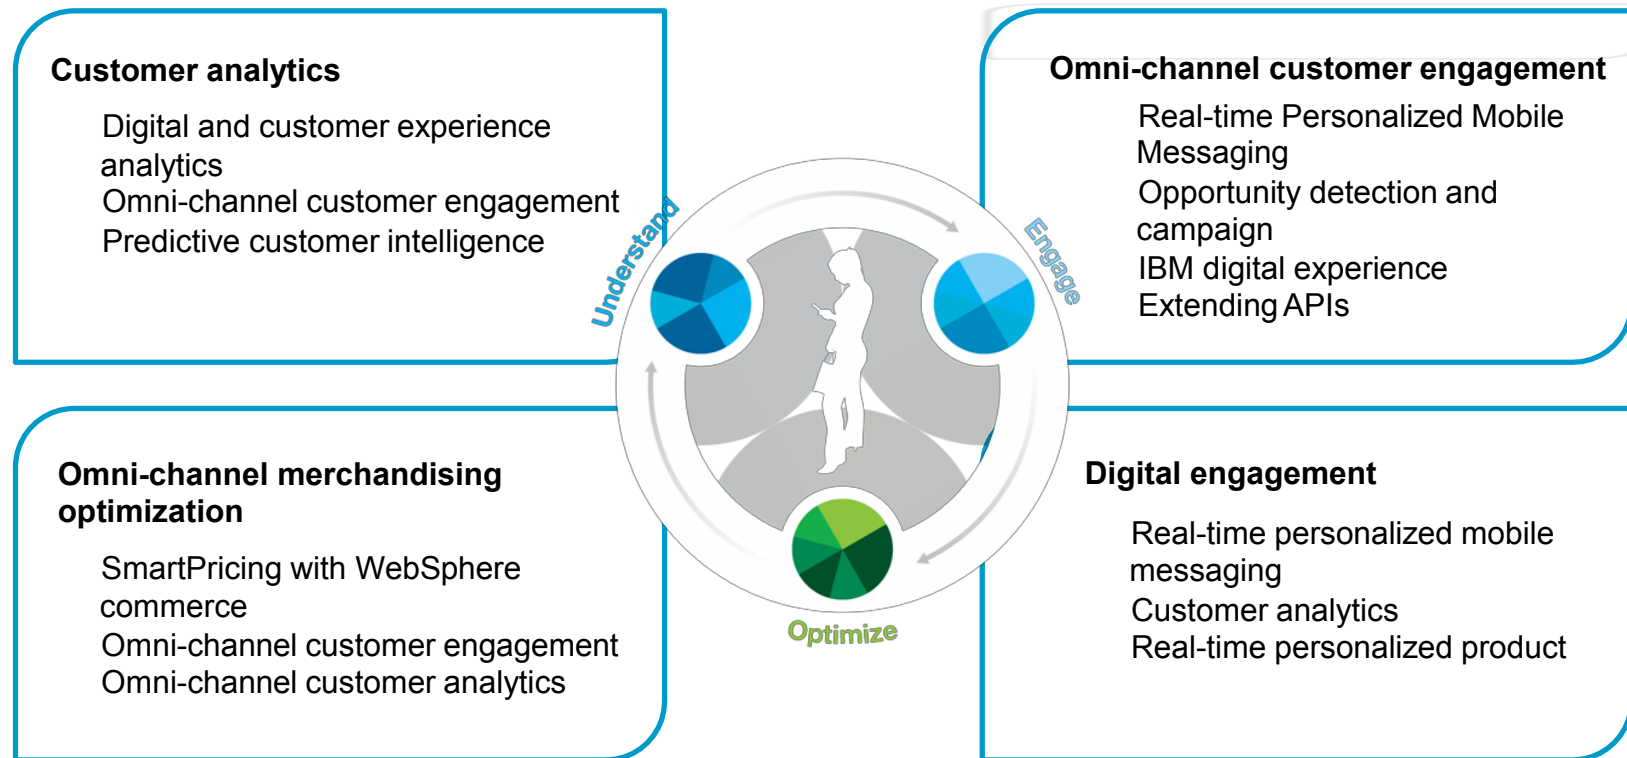 Customer analytics
Digital and customer experience
analytics
Omni-channel customer engagement
Predictive customer intelligence
Omni-channel customer engagement
Real-time Personalized Mobile
Messaging
Opportunity detection and
campaign
IBM digital experience
Extending APIs
Understand
Engage
Optimize
Omni-channel merchandising
optimization
SmartPricing with WebSphere
commerce
Omni-channel customer engagement
Omni-channel customer analytics
Digital engagement
Real-time personalized mobile
messaging
Customer analytics
Real-time personalized product